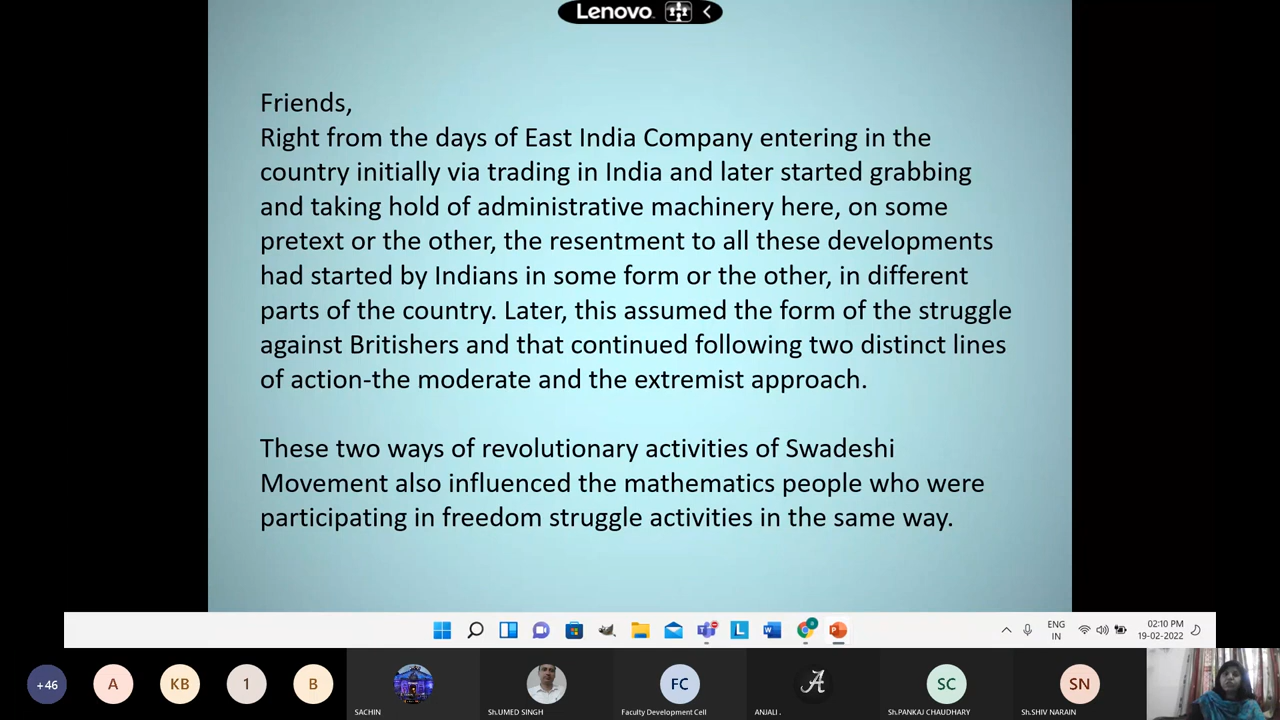 Lenovo
Friends,
Right from the days of East India Company entering in the
country initially via trading in India and later started grabbing
and taking hold of administrative machinery here, on some
pretext or the other, the resentment to all these developments
had started by Indians in some form or the other, in different
parts of the country. Later, this assumed the form of the struggle
against Britishers and that continued following two distinct lines
of action-the moderate and the extremist approach.
These two ways of revolutionary activities of Swadeshi
Movement also influenced the mathematics people who were
participating in freedom struggle activities in the same way.
L
ENG
IN
02:10 PM
19-02-2022
+46
A
KB
1
B
FC
A
SC
SN
SACHIN
Sh.UMED SINGH
Faculty Development Cell
ANJALI .
Sh.PANKAJ CHAUDHARY
Sh.SHIV NARAIN